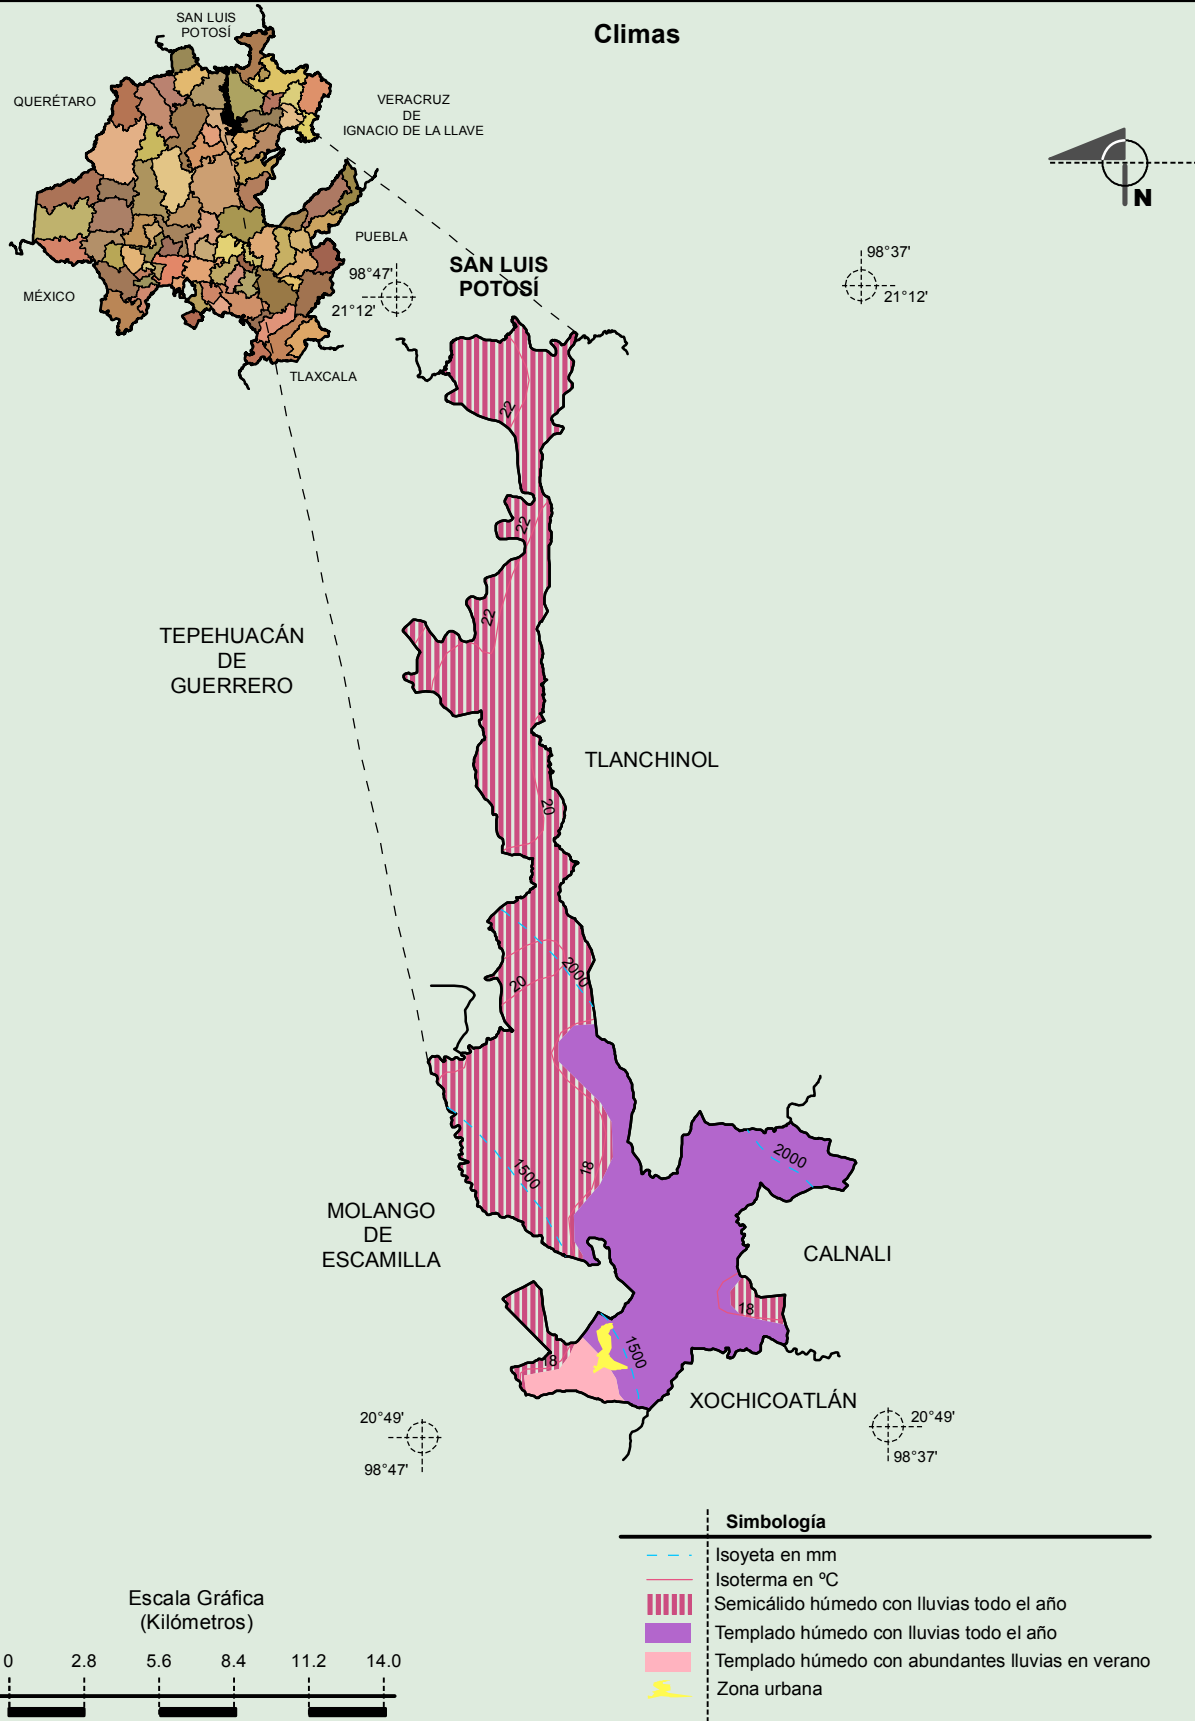 Climas
SAN LUIS
POTOSÍ
QUERÉTARO
VERACRUZ
DE
IGNACIO DE LA LLAVE
PUEBLA
MÉXICO
TLAXCALA
N
98°47'
21°12'
98°37'
21°12'
SAN LUIS
POTOSÍ
22
22
22
TEPEHUACÁN
DE
GUERRERO
TLANCHINOL
20
2000
20
18
1500
2000
MOLANGO
DE
ESCAMILLA
CALNALI
18
1500
18
XOCHICOATLÁN
20°49'
98°47'
20°49'
98°37'
Simbología
Isoyeta en mm
Isoterma en ºC
Semicálido húmedo con lluvias todo el año
Templado húmedo con lluvias todo el año
Templado húmedo con abundantes lluvias en verano
Zona urbana
Escala Gráfica
(Kilómetros)
0 2.8 5.6 8.4 11.2 14.0